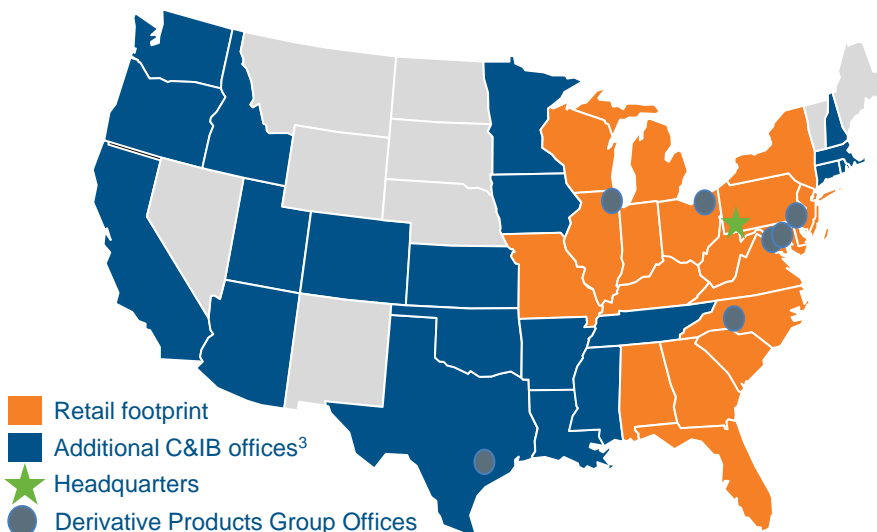 Retail footprint
Additional C&IB offices³
Headquarters
Derivative Products Group Offices